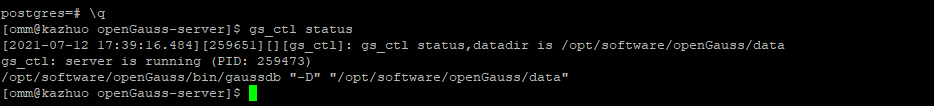 postgres=# \q
[omm@kazhuo openGauss-server]$ gs_ctl status
[2021-07-12 17:39:16.484][259651][][gs_ctl]: gs_ctl status,datadir is /opt/software/openGauss/data
gs_ctl: server is running (PID: 259473)
/opt/software/openGauss/bin/gaussdb "-D" "/opt/software/openGauss/data"
[omm@kazhuo openGauss-server]$